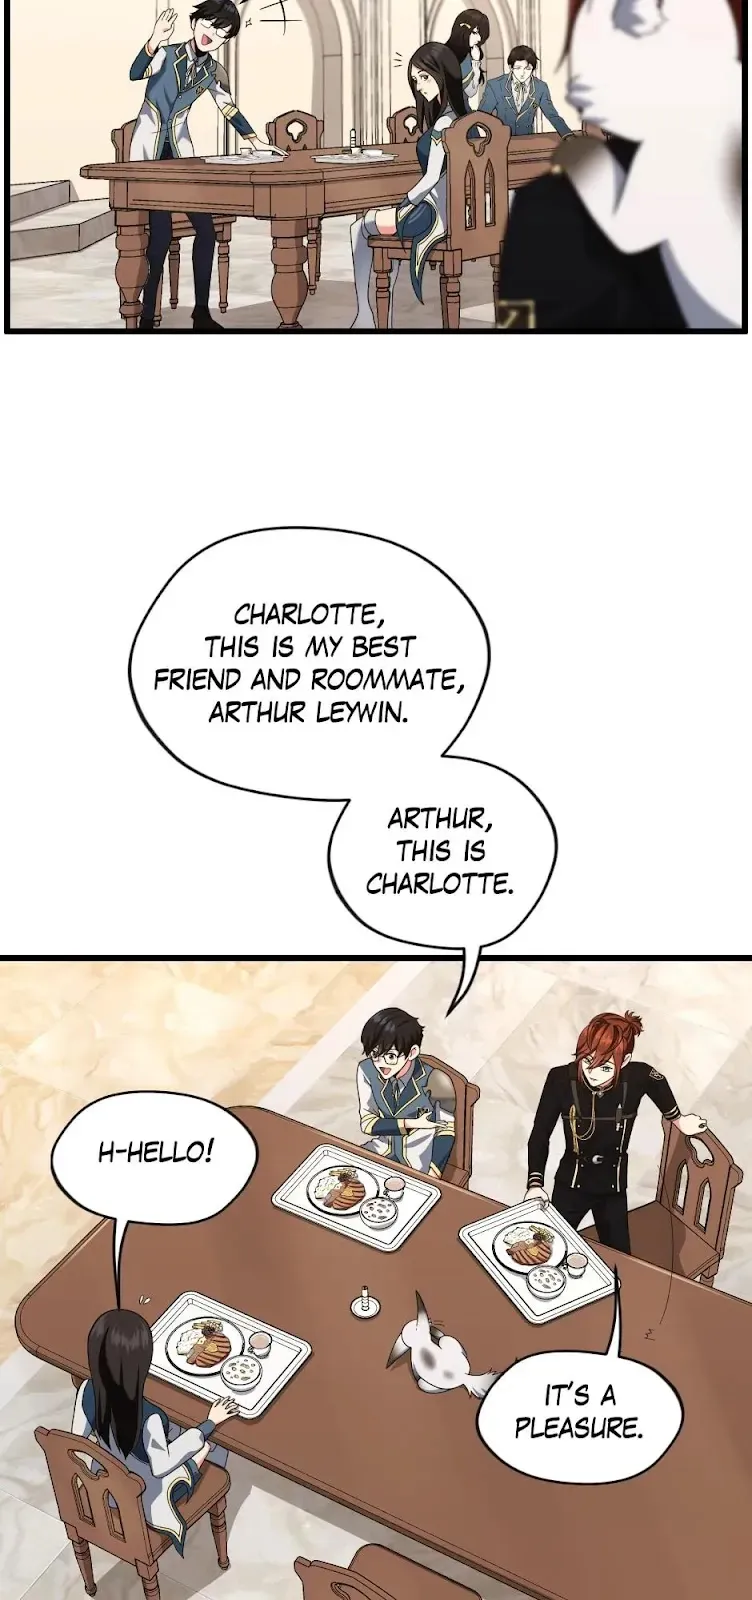 CHARLOTTE,
THIS IS MY BEST
FRIEND AND ROOMMATE,
ARTHUR LEYWIN.
ARTHUR,
THIS IS
CHARLOTTE.
H-HELLO!
IT'S A
PLEASURE.